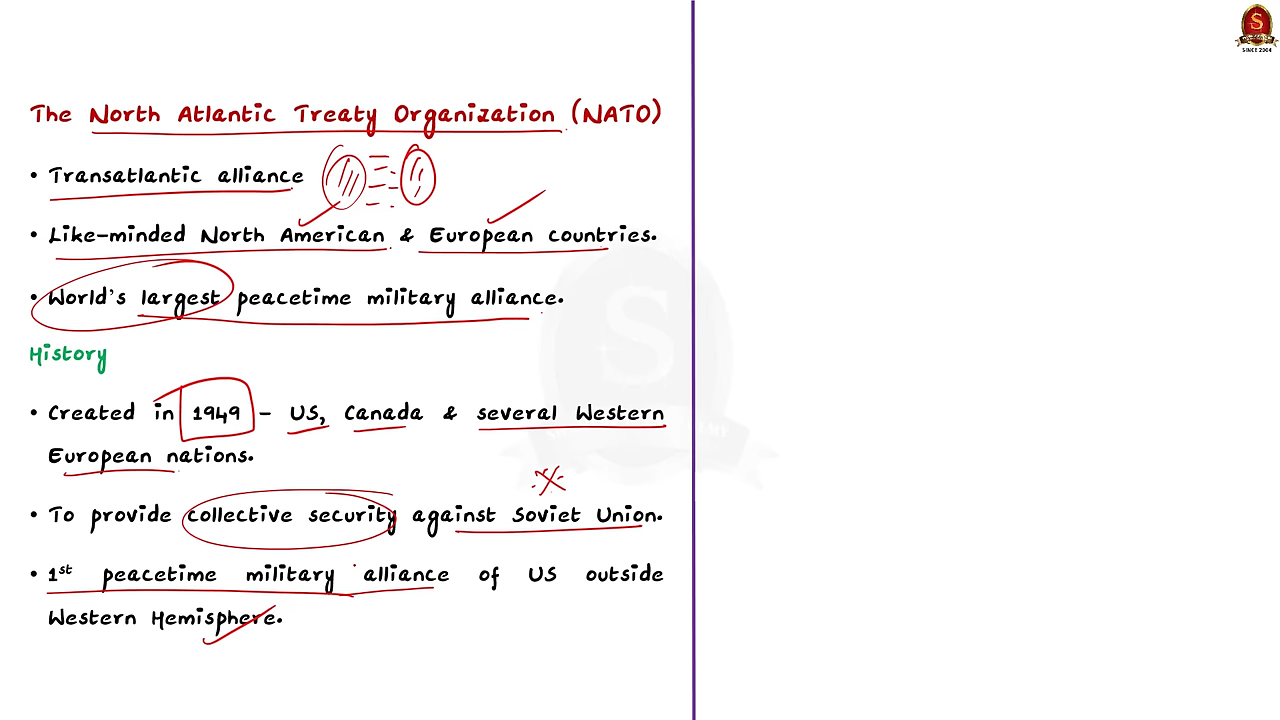 The North Atlantic Treaty Organization (NATO)
• Transatlantic alliance
• Like-minded North American & European countries.
• World's largest peacetime military alliance.
History
• Created in 1949 - US, Canada & several Western
European nations.
• To provide collective security against Soviet Union.
• 1st peacetime military alliance of US outside
Western Hemisphere.
S
SINCE 2004